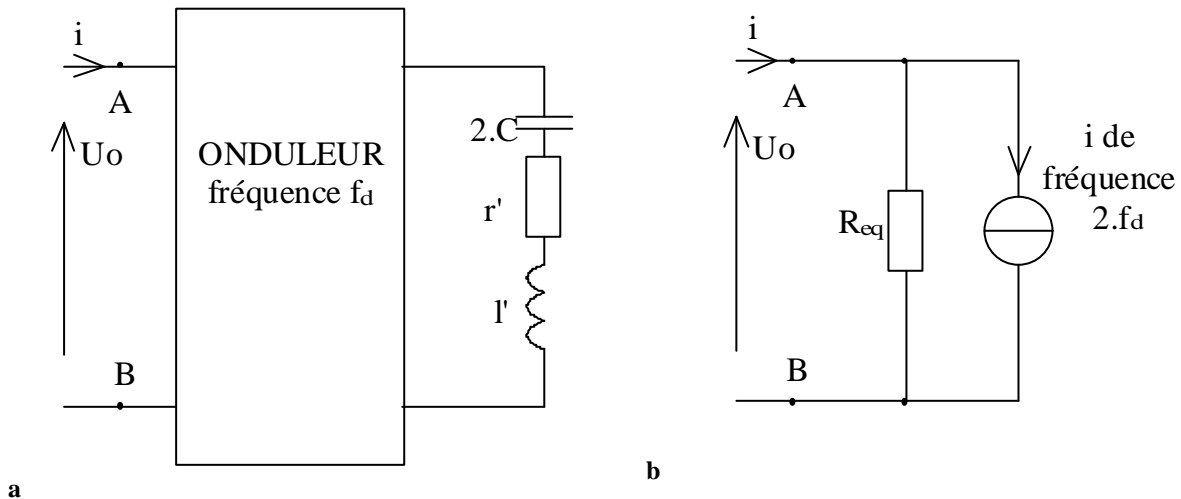 i
A
Uo
B
ONDULEUR
fréquence fd
2.C
r'
l'
a
i
A
Uo
B
Req
i de
fréquence
2.fd
b